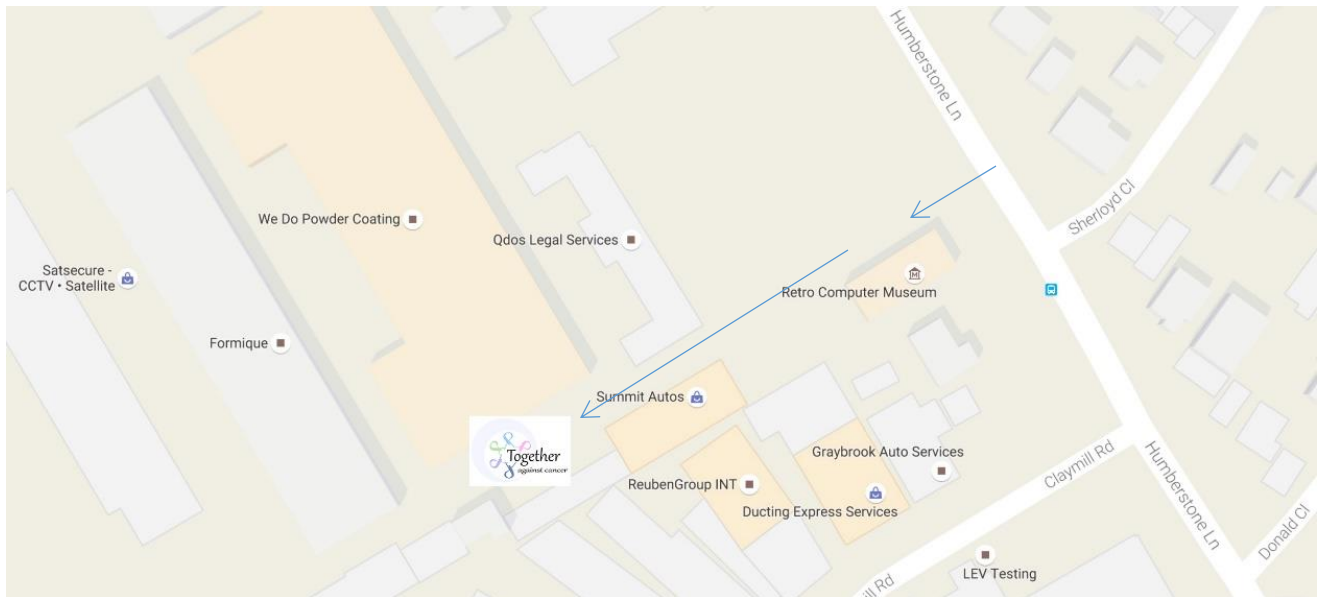 Humberstone Ln
Sherloyd Cl
We Do Powder Coating
Qdos Legal Services
Satsecure -
CCTV • Satellite
Retro Computer Museum
Formique
Summit Autos
Together
against cancer
Graybrook Auto Services
Claymill Rd
Humberstone Ln
ReubenGroup INT
Ducting Express Services
Donald Cl
LEV Testing
ill Rd